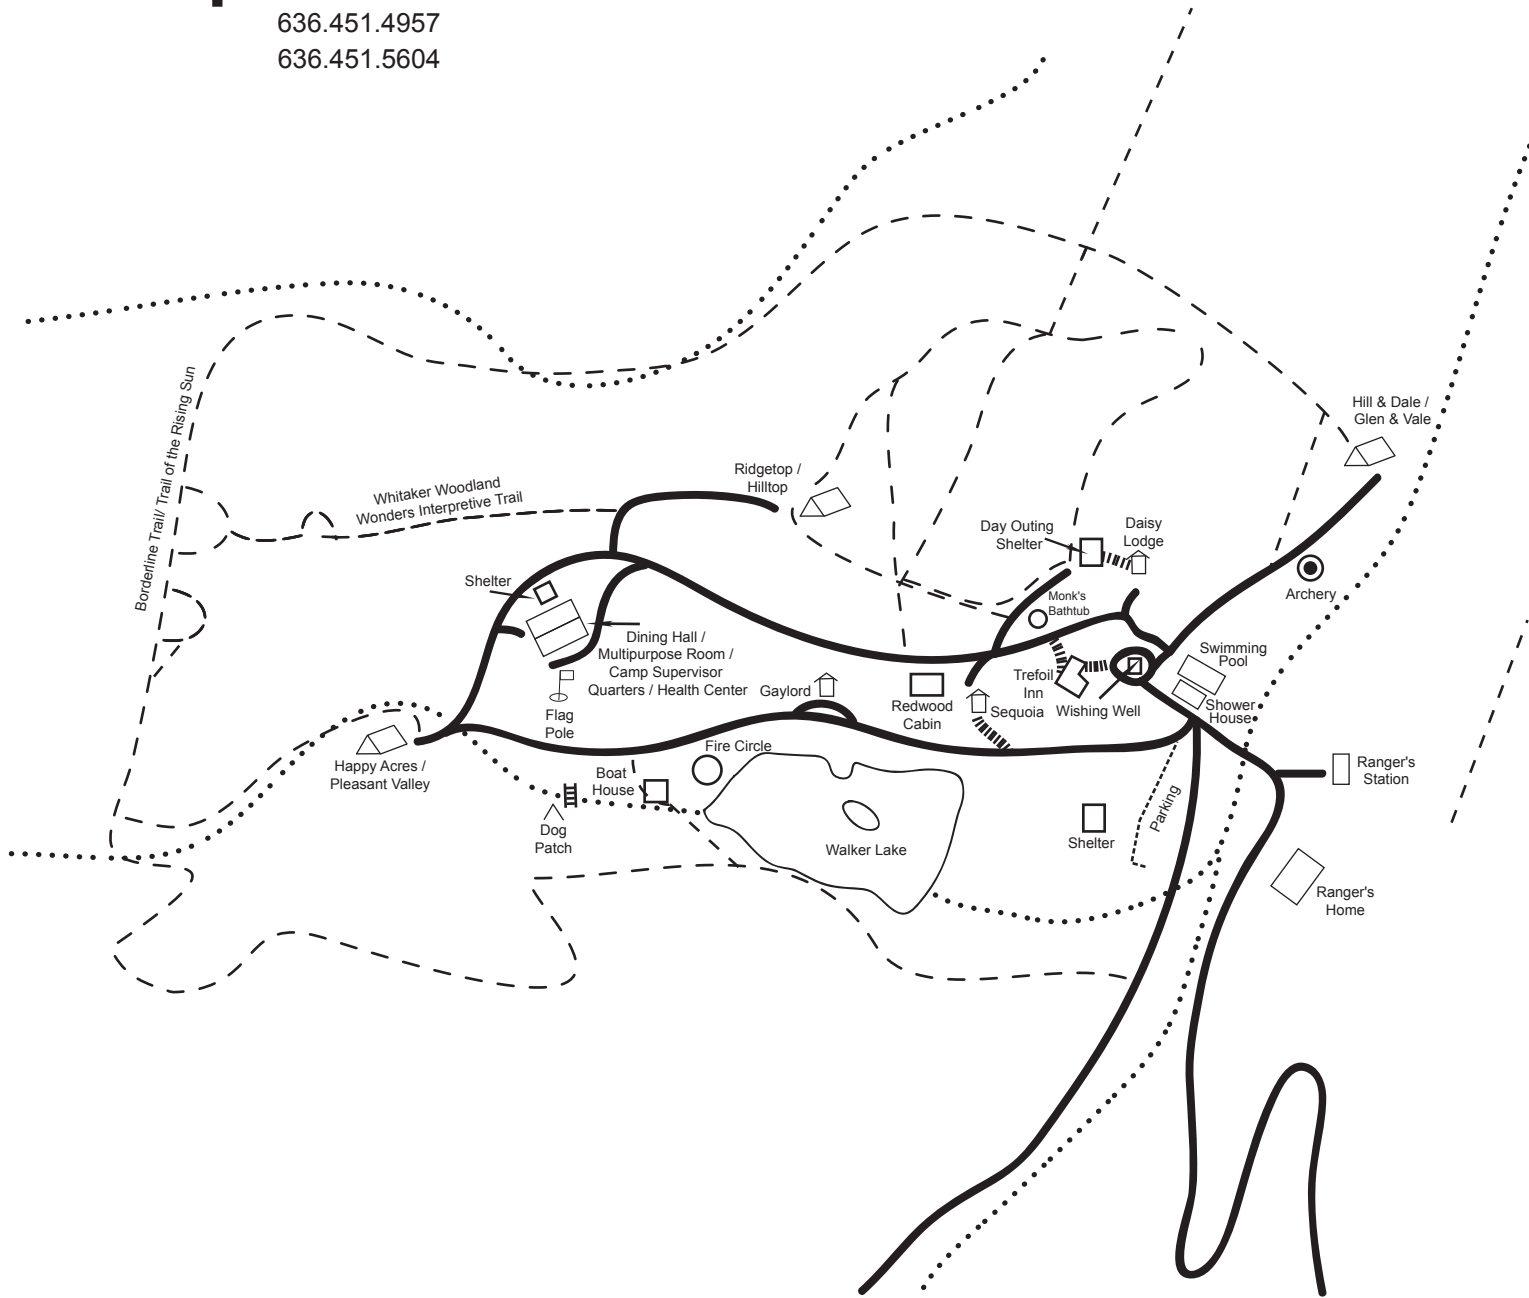 636.451.4957
636.451.5604
Borderline Trail/ Trail of the Rising Sun
Whitaker Woodland
Wonders Interpretive Trail
Ridgetop /
Hilltop
Hill & Dale /
Glen & Vale
Day Outing
Shelter
Daisy
Lodge
Archery
Shelter
Monk's
Bathtub
Dining Hall /
Multipurpose Room /
Camp Supervisor
Quarters / Health Center
Swimming
Pool
Trefoil
Inn
Gaylord
Redwood
Cabin
Sequoia
Wishing Well
Shower
House
Flag
Pole
Fire Circle
Happy Acres /
Pleasant Valley
Boat
House
Ranger's
Station
Dog
Patch
Walker Lake
Shelter
Parking
Ranger's
Home